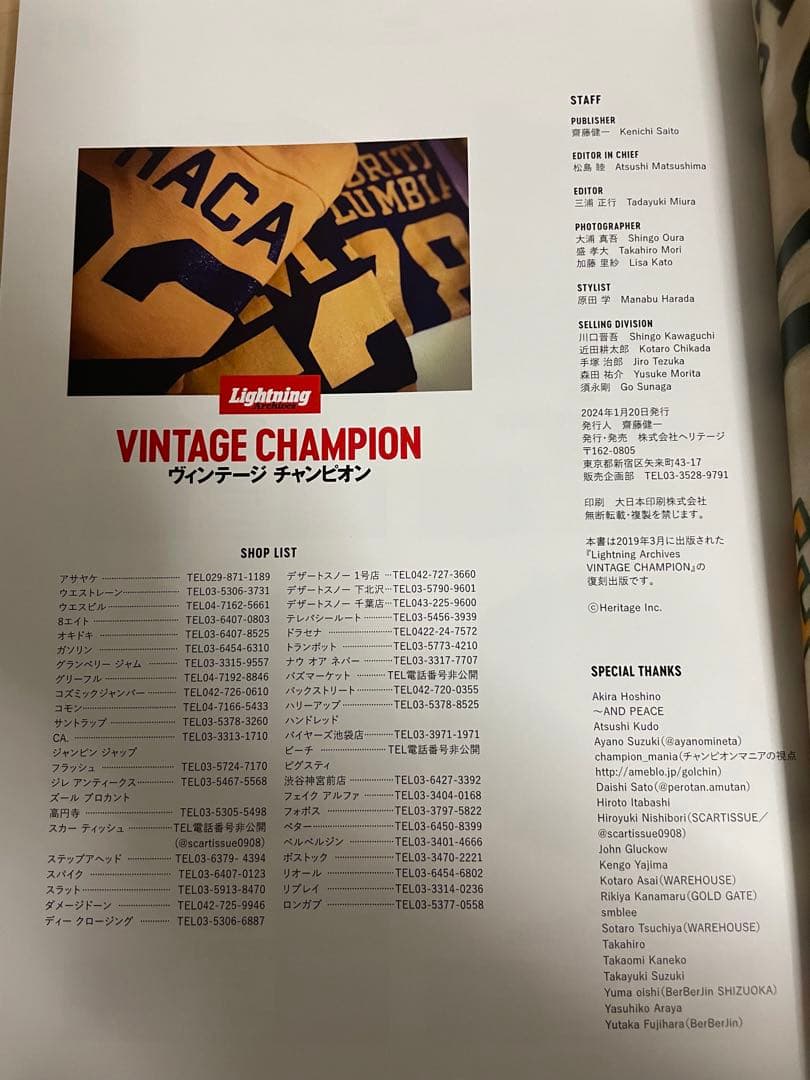 HACA
BRITI
LUMBIA
78
Lightning
Archives
VINTAGE CHAMPION
ヴィンテージ チャンピオン
SHOP LIST
アサヤケ ………………… TEL029-871-1189
ウエストレーン………………TEL03-5306-3731
ウエスビル………………… TEL04-7162-5661
8エイト ………………… TEL03-6407-0803
オキドキ ………………… TEL03-6407-8525
ガソリン ………………… TEL03-6454-6310
グランベリー ジャム ……… TEL03-3315-9557
グリーフル………………… TEL04-7192-8846
コズミックジャンパー ……… TEL042-726-0610
コモン……………………… TEL04-7166-5433
サントラップ ……………… TEL03-5378-3260
CA. ……………………… TEL03-3313-1710
ジャンピン ジャップ
フラッシュ ……………… TEL03-5724-7170
ジレ アンティークス………… TEL03-5467-5568
ズール ブロカント
高円寺 …………………… TEL03-5305-5498
スカー ティッシュ …………… TEL電話番号非公開
(@scartissue0908)
ステップアヘッド …………… TEL03-6379- 4394
スパイク ………………… TEL03-6407-0123
スラット…………………… TEL03-5913-8470
ダメージドーン …………… TEL042-725-9946
ディー クロージング ……… TEL03-5306-6887
デザートスノー 1号店 …TEL042-727-3660
デザートスノー 下北沢…TEL03-5790-9601
デザートスノー 千葉店…TEL043-225-9600
テレパシールート…………TEL03-5456-3939
ドラセナ ………………TEL0422-24-7572
トランポット ……………TEL03-5773-4210
ナウ オア ネバー ………TEL03-3317-7707
バズマーケット …………TEL電話番号非公開
バックストリート…………TEL042-720-0355
ハリーアップ ……………TEL03-5378-8525
ハンドレッド
バイヤーズ池袋店………TEL03-3971-1971
ピーチ ………………TEL電話番号非公開
ピグスティ
渋谷神宮前店 …………TEL03-6427-3392
フェイク アルファ ………TEL03-3404-0168
フォボス ………………TEL03-3797-5822
ベター…………………TEL03-6450-8399
ベルベルジン …………TEL03-3401-4666
ボストック ……………TEL03-3470-2221
リオール ………………TEL03-6454-6802
リプレイ ………………TEL03-3314-0236
ロンガブ ………………TEL03-5377-0558
STAFF
PUBLISHER
齋藤健一 Kenichi Saito
EDITOR IN CHIEF
松島 睦 Atsushi Matsushima
EDITOR
三浦 正行 Tadayuki Miura
PHOTOGRAPHER
大浦 真吾 Shingo Oura
盛 孝大 Takahiro Mori
加藤 里紗 Lisa Kato
STYLIST
原田 学 Manabu Harada
SELLING DIVISION
川口晋吾 Shingo Kawaguchi
近田耕太郎 Kotaro Chikada
手塚 治郎 Jiro Tezuka
森田 祐介 Yusuke Morita
須永剛 Go Sunaga
2024年1月20日発行
発行人 齋藤健一
発行・発売 株式会社ヘリテージ
〒162-0805
東京都新宿区矢来町43-17
販売企画部 TEL03-3528-9791
印刷 大日本印刷株式会社
無断転載・複製を禁じます。
本書は2019年3月に出版された
『Lightning Archives
VINTAGE CHAMPION』の
復刻出版です。
©Heritage Inc.
SPECIAL THANKS
Akira Hoshino
～AND PEACE
Atsushi Kudo
Ayano Suzuki(@ayanomineta)
champion_mania(チャンピオンマニアの視点
http://ameblo.jp/golchin)
Daishi Sato(@perotan.amutan)
Hiroto Itabashi
Hiroyuki Nishibori(SCARTISSUE／
@scartissue0908)
John Gluckow
Kengo Yajima
Kotaro Asai(WAREHOUSE)
Rikiya Kanamaru(GOLD GATE)
smblee
Sotaro Tsuchiya(WAREHOUSE)
Takahiro
Takaomi Kaneko
Takayuki Suzuki
Yuma oishi(BerBerJin SHIZUOKA)
Yasuhiko Araya
Yutaka Fujihara(BerBerJin)